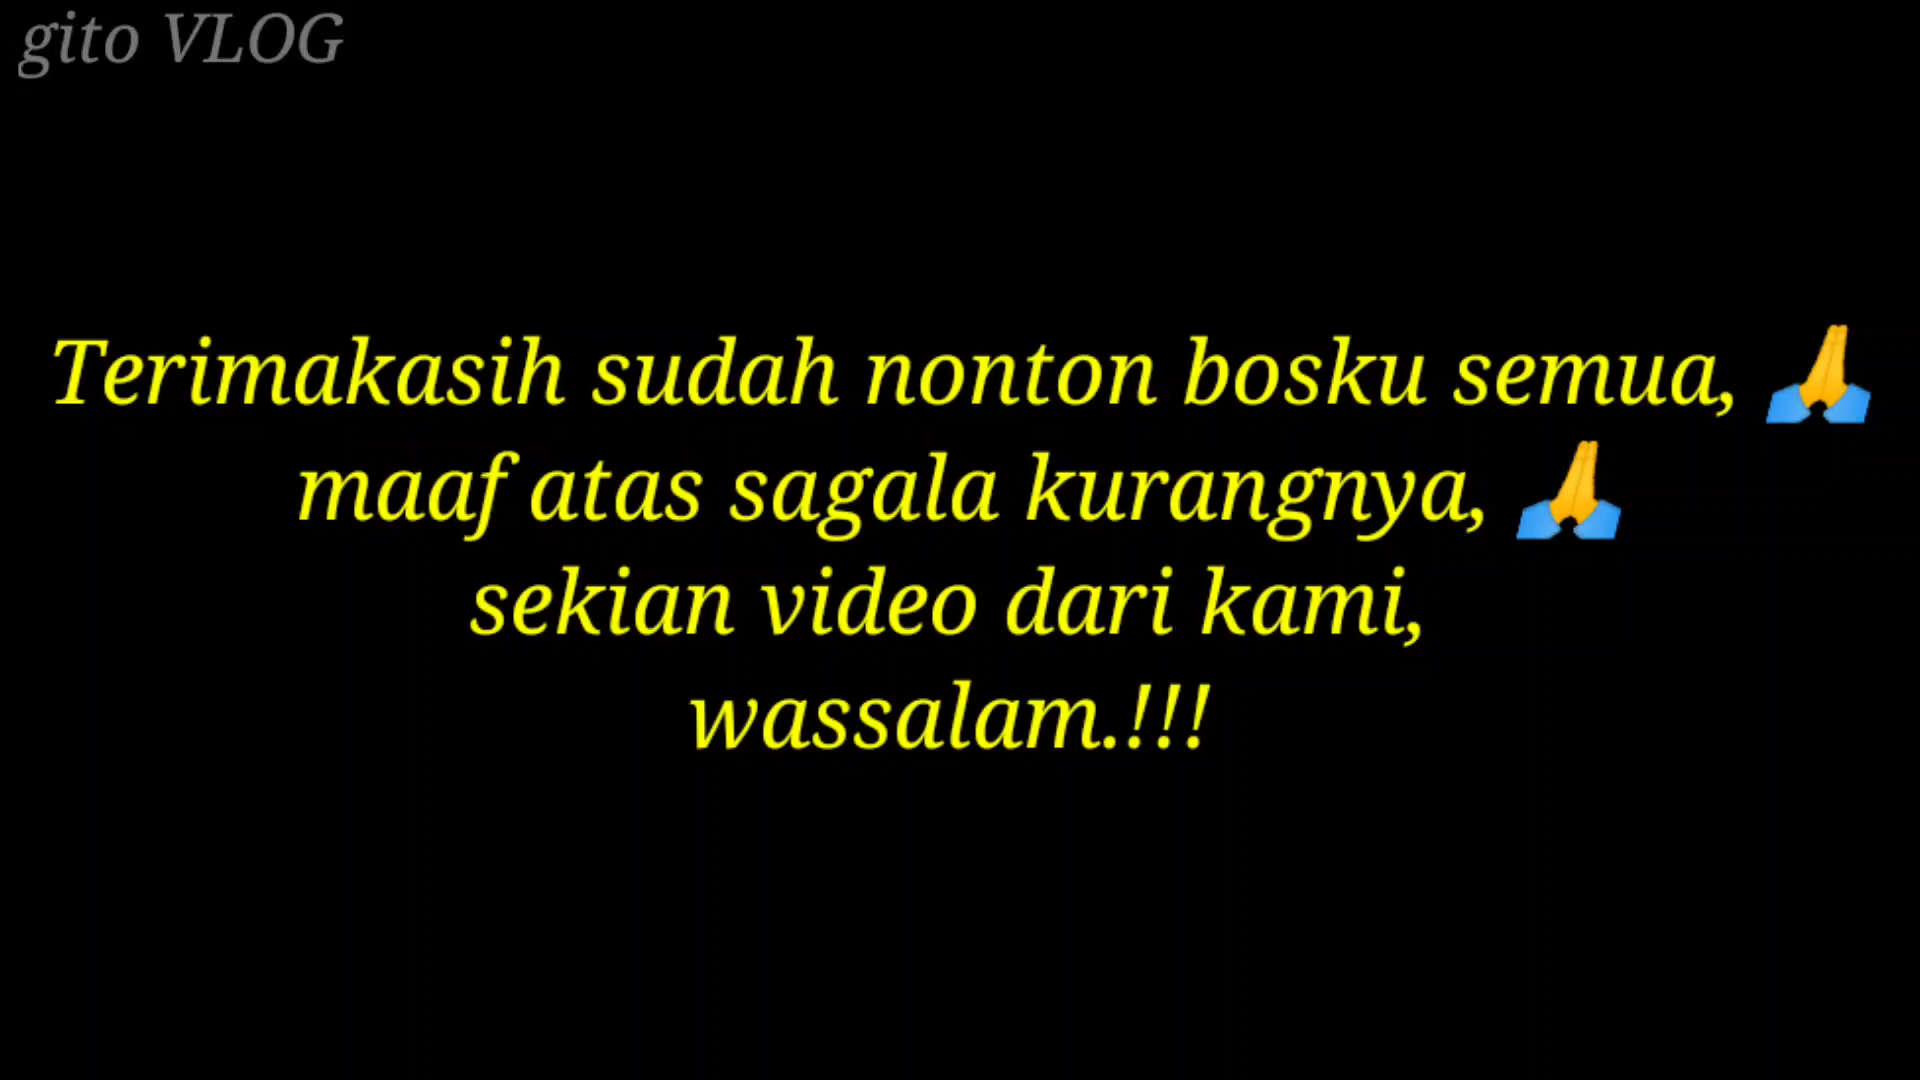 gito VLOG
Terimakasih sudah nonton bosku semua, 🙏
maaf atas sagala kurangnya, 🙏
sekian video dari kami,
wassalam.!!!